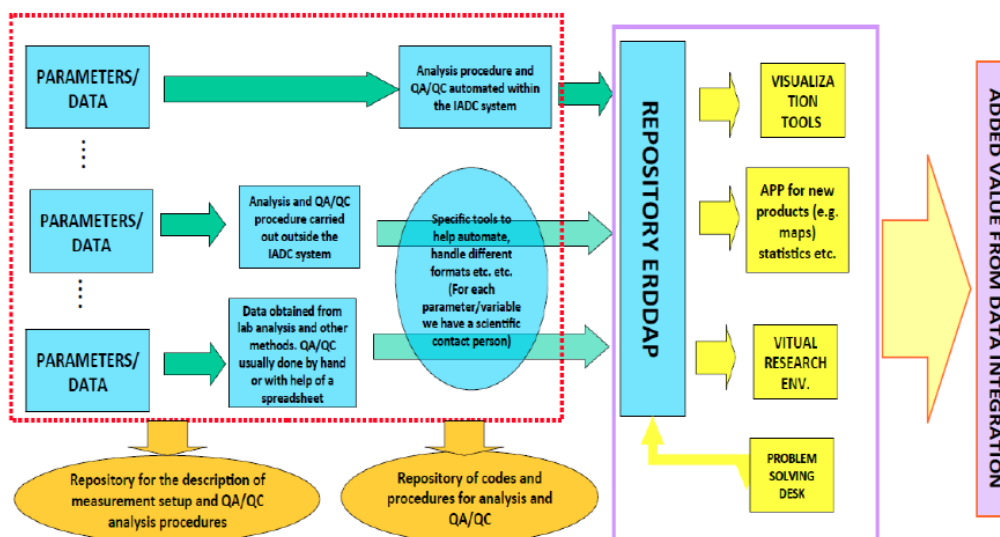 PARAMETERS/
DATA
Analysis procedure and
QA/QC automated within
the IADC system
PARAMETERS/
DATA
Analysis and QA/QC
procedure carried
out outside the
IADC system
Specific tools to
help automate,
handle different
formats etc. etc.
(For each
parameter/variable
we have a scientific
contact person)
PARAMETERS/
DATA
Data obtained from
lab analysis and other
methods. QA/QC
usually done by hand
or with help of a
spreadsheet
Repository for the description of
measurement setup and QA/QC
analysis procedures
Repository of codes and
procedures for analysis and
QA/QC
REPOSITORY ERDDAP
VISUALIZA
TION
TOOLS
APP for new
products (e.g.
maps)
statistics etc.
VITUAL
RESEARCH
ENV.
PROBLEM
SOLVING
DESK
ADDED VALUE FROM DATA INTEGRATION